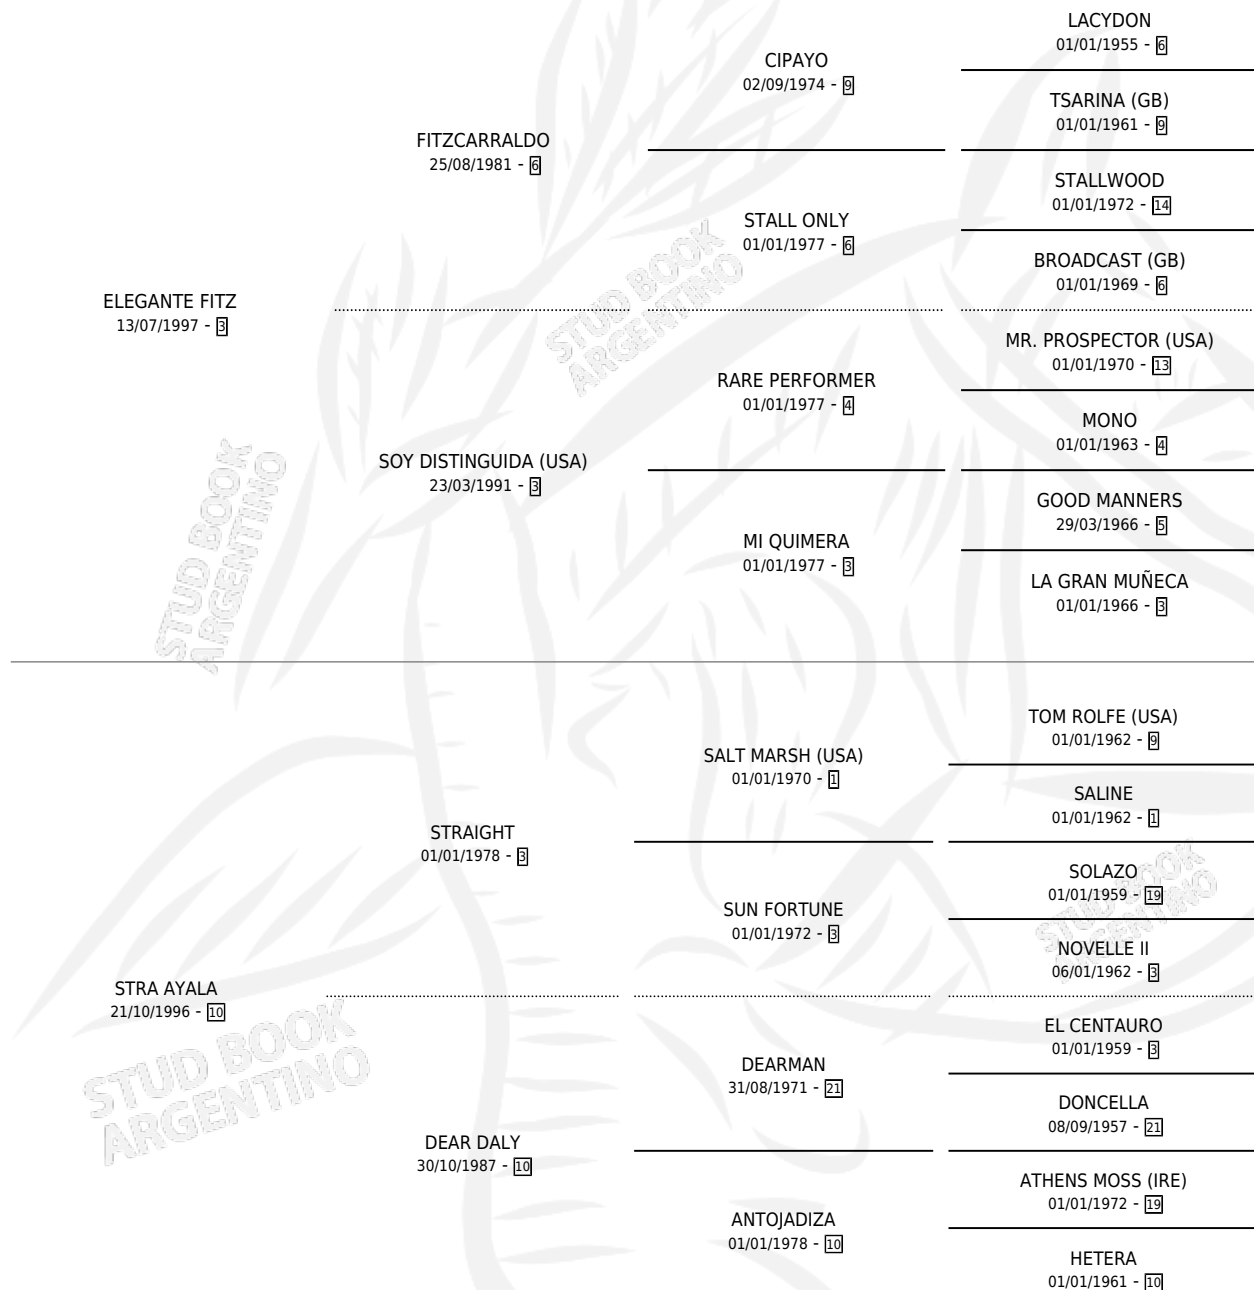 LACYDON
01/01/1955 - 6
CIPAYO
02/09/1974 - 9
TSARINA (GB)
01/01/1961 - 9
FITZCARRALDO
25/08/1981 - 6
STALLWOOD
01/01/1972 - 14
STALL ONLY
01/01/1977 - 6
BROADCAST (GB)
01/01/1969 - 6
ELEGANTE FITZ
13/07/1997 - 3
MR. PROSPECTOR (USA)
01/01/1970 - 13
RARE PERFORMER
01/01/1977 - 4
MONO
01/01/1963 - 4
SOY DISTINGUIDA (USA)
23/03/1991 - 3
GOOD MANNERS
29/03/1966 - 5
MI QUIMERA
01/01/1977 - 3
LA GRAN MUÑECA
01/01/1966 - 3
TOM ROLFE (USA)
01/01/1962 - 9
SALT MARSH (USA)
01/01/1970 - 1
SALINE
01/01/1962 - 1
STRAIGHT
01/01/1978 - 3
SOLAZO
01/01/1959 - 19
SUN FORTUNE
01/01/1972 - 3
NOVELLE II
06/01/1962 - 3
STRA AYALA
21/10/1996 - 10
EL CENTAURO
01/01/1959 - 3
DEARMAN
31/08/1971 - 21
DONCELLA
08/09/1957 - 21
DEAR DALY
30/10/1987 - 10
ATHENS MOSS (IRE)
01/01/1972 - 19
ANTOJADIZA
01/01/1978 - 10
HETERA
01/01/1961 - 10
STUD BOOK
ARGENTINO
STUD BOOK
ARGENTINO
STUD BOOK
ARGENTINO
STUD BOOK
ARGENTINO